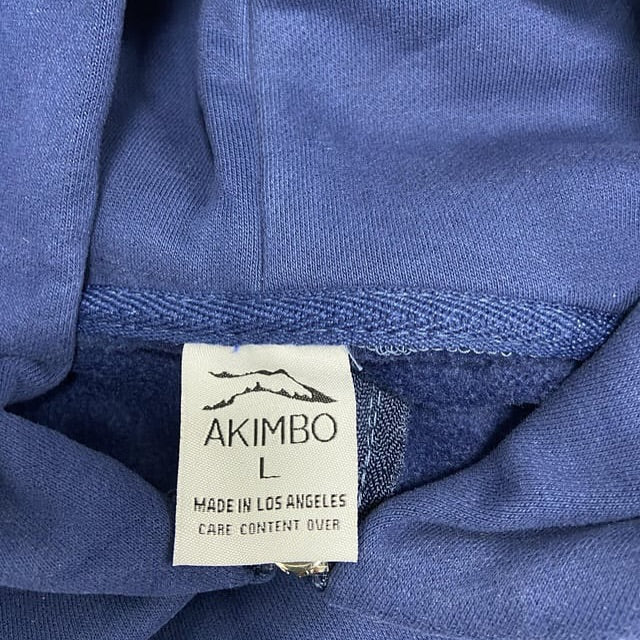 AKIMBO
L
MADE IN LOS ANGELES
CARE CONTENT OVER